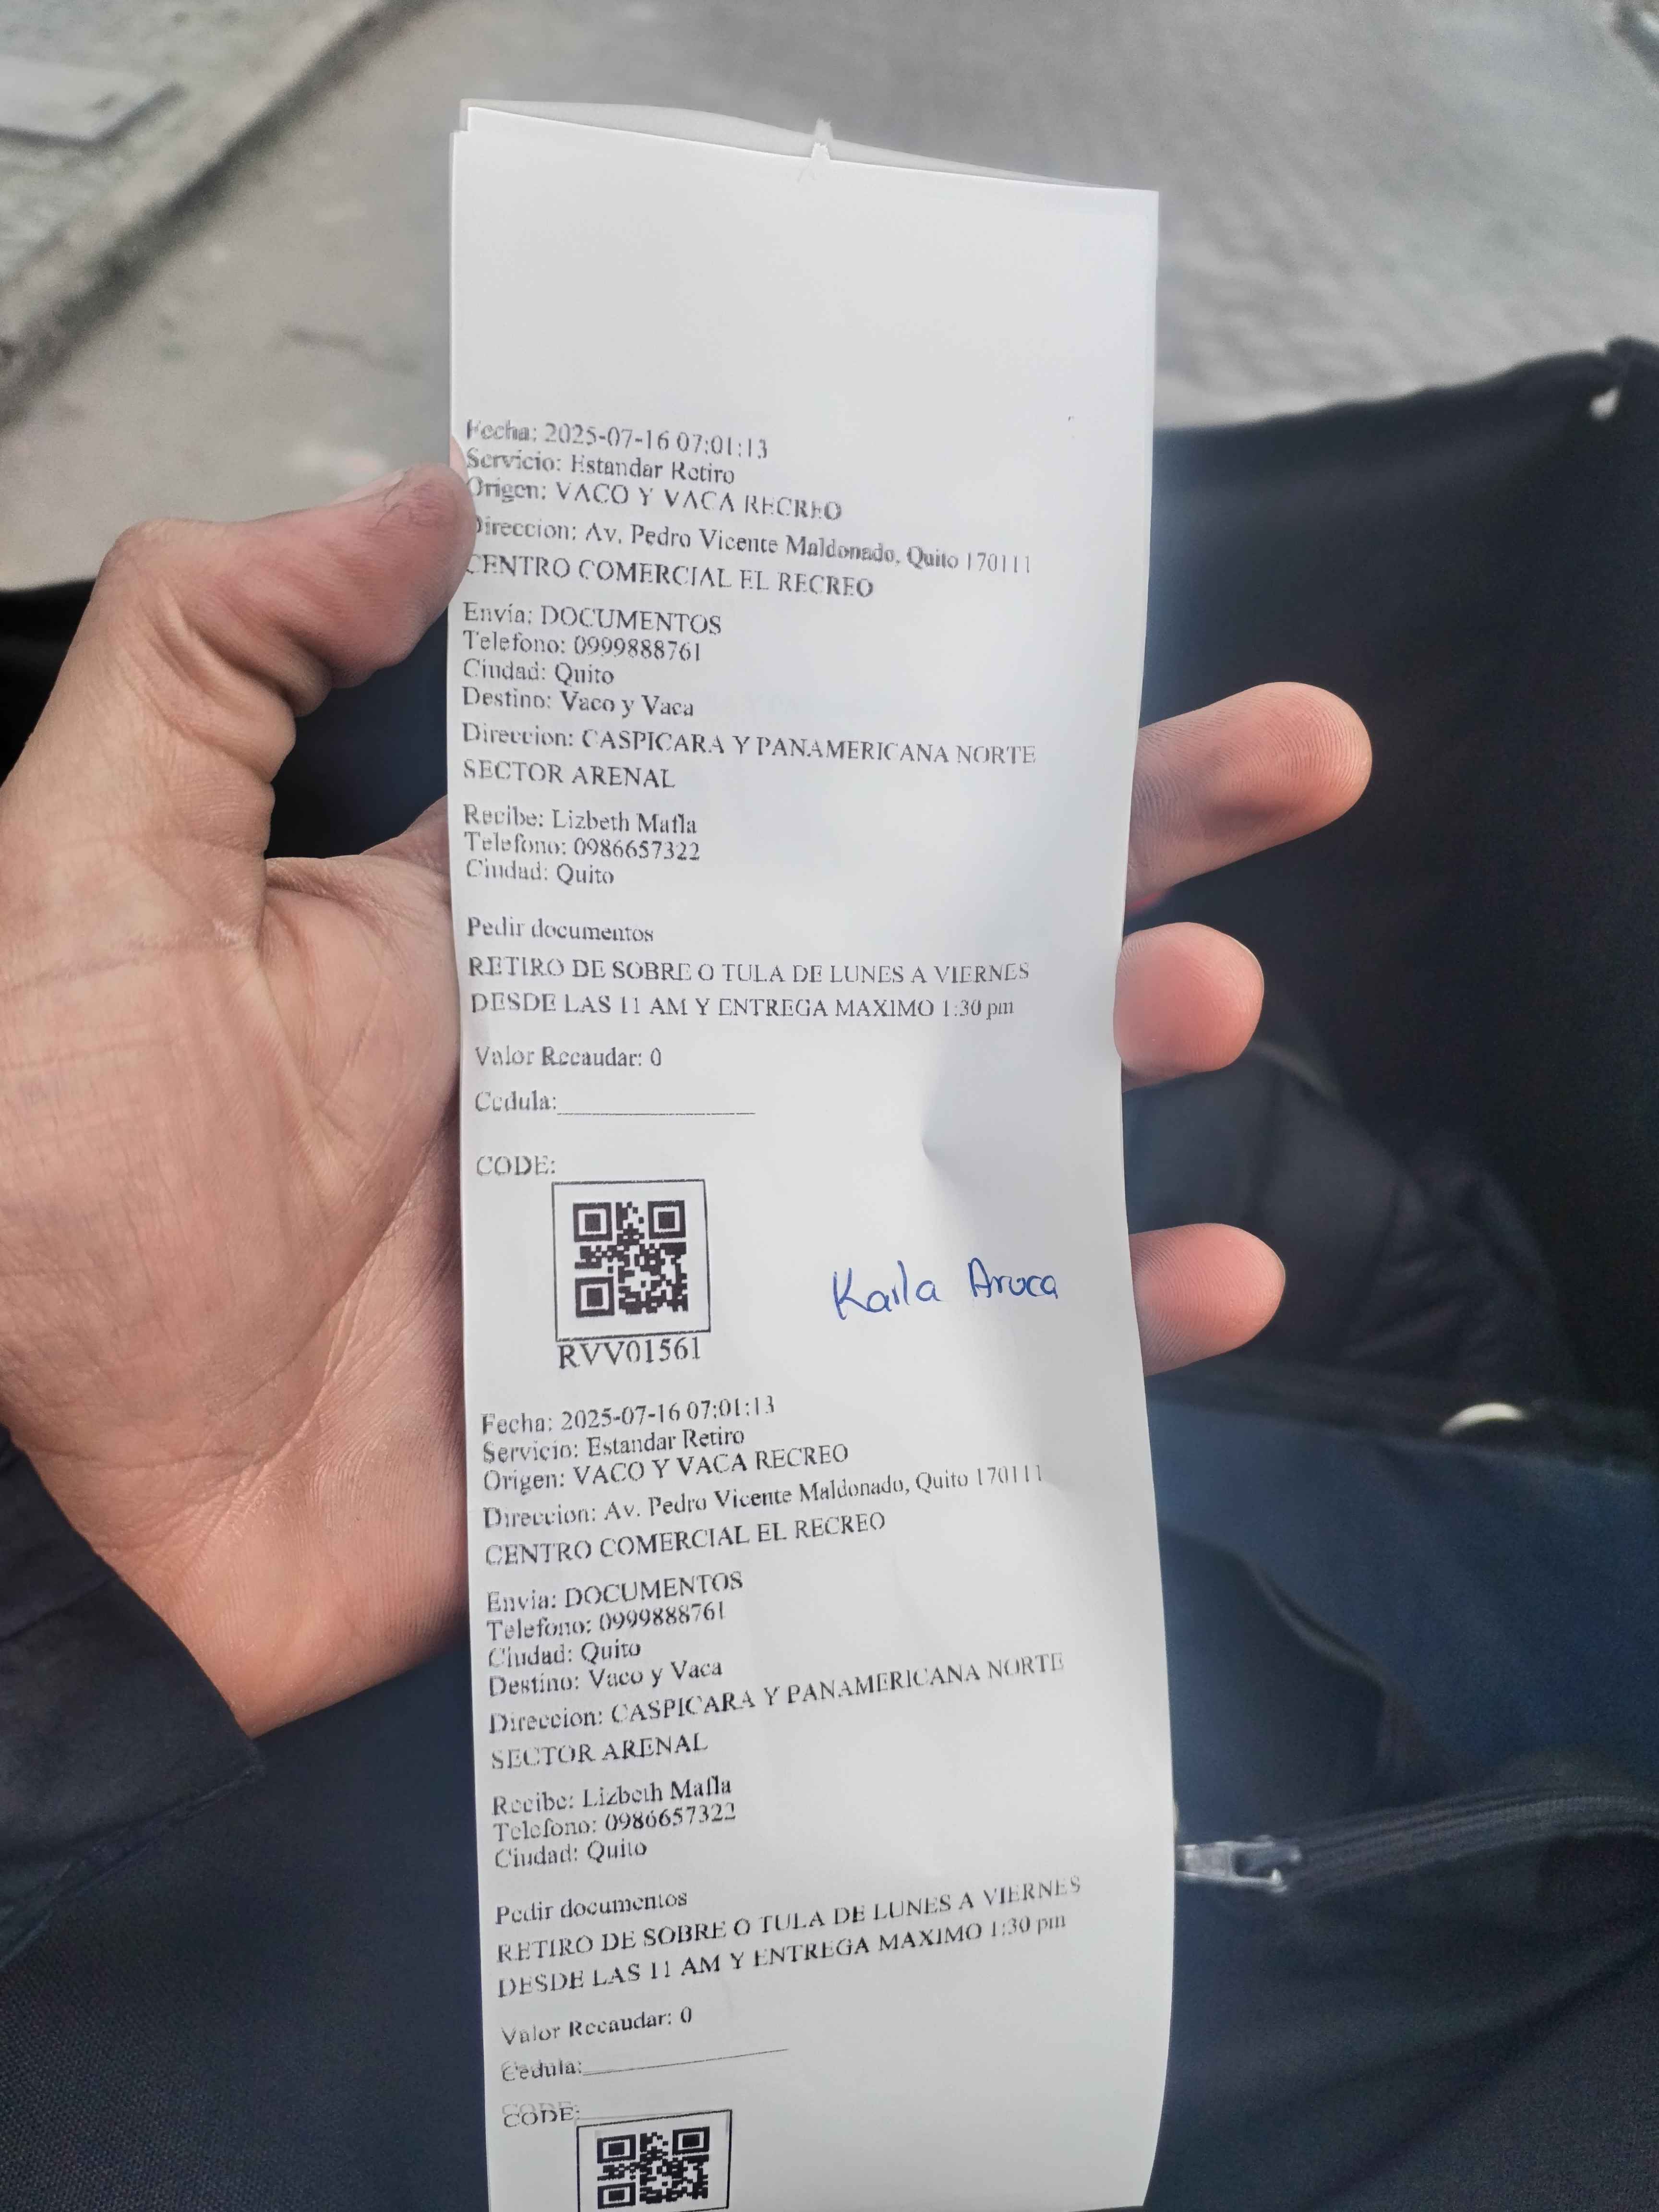 Fecha: 2025-07-16 07:01:13
Servicio: Estandar Retiro
Origen: VACO Y VACA RECREO
Direccion: Av. Pedro Vicente Maldonado, Quito 170111
CENTRO COMERCIAL EL RECREO
Envía: DOCUMENTOS
Telefono: 0999888761
Ciudad: Quito
Destino: Vaco y Vaca
Direccion: CASPICARA Y PANAMERICANA NORTE
SECTOR ARENAL
Recibe: Lizbeth Mafla
Telefono: 0986657322
Ciudad: Quito
Pedir documentos
RETIRO DE SOBRE O TULA DE LUNES A VIERNES
DESDE LAS 11 AM Y ENTREGA MAXIMO 1:30 pm
Valor Recaudar: 0
Cedula:
CODE:
Karla Aroca
RVV01561
Fecha: 2025-07-16 07:01:13
Servicio: Estandar Retiro
Origen: VACO Y VACA RECREO
Direccion: Av. Pedro Vicente Maldonado, Quito 170111
CENTRO COMERCIAL EL RECREO
Envía: DOCUMENTOS
Telefono: 0999888761
Ciudad: Quito
Destino: Vaco y Vaca
Direccion: CASPICARA Y PANAMERICANA NORTE
SECTOR ARENAL
Recibe: Lizbeth Mafla
Telefono: 0986657322
Ciudad: Quito
Pedir documentos
RETIRO DE SOBRE O TULA DE LUNES A VIERNES
DESDE LAS 11 AM Y ENTREGA MAXIMO 1:30 pm
Valor Recaudar: 0
Cedula:
CODE: